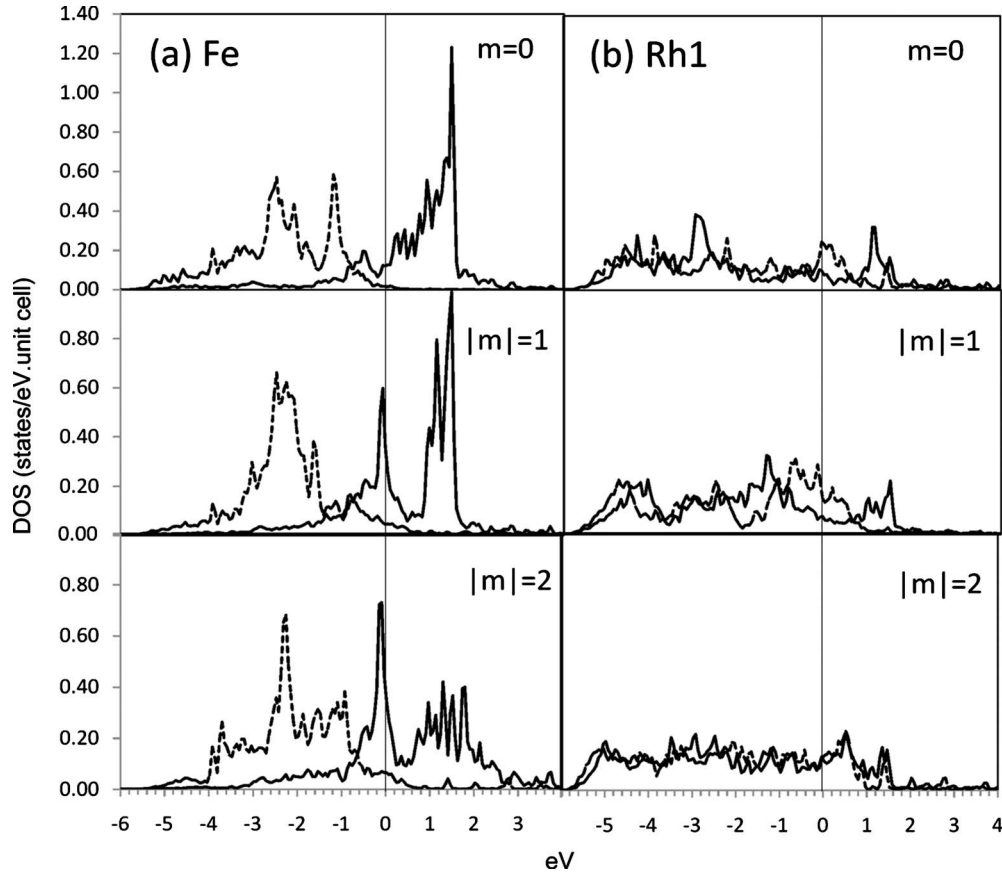 1.40
(a) Fe
m=0
(b) Rh1
m=0
1.20
1.00
0.80
0.60
0.40
0.20
0.00
|m|=1
|m|=1
0.80
0.60
0.40
0.20
0.00
|m|=2
|m|=2
0.80
0.60
0.40
0.20
0.00
DOS (states/eV.unit cell)
-6 -5 -4 -3 -2 -1 0 1 2 3
-5 -4 -3 -2 -1 0 1 2 3 4
eV